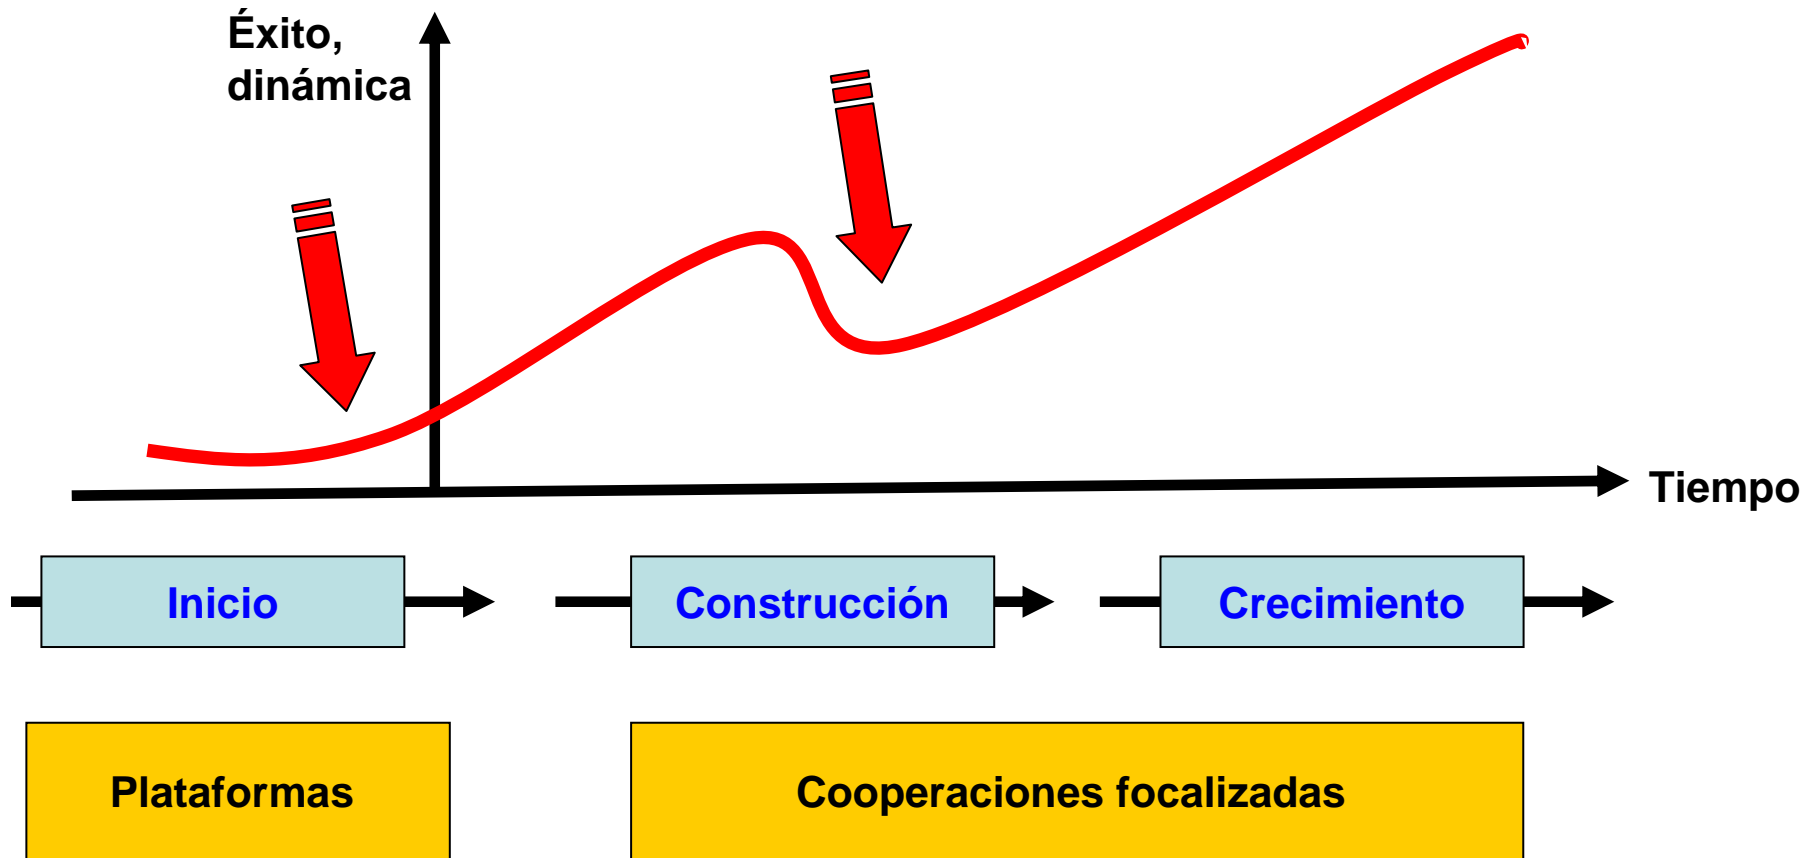 Éxito,
dinámica
Tiempo
Inicio
Construcción
Crecimiento
Plataformas
Cooperaciones focalizadas